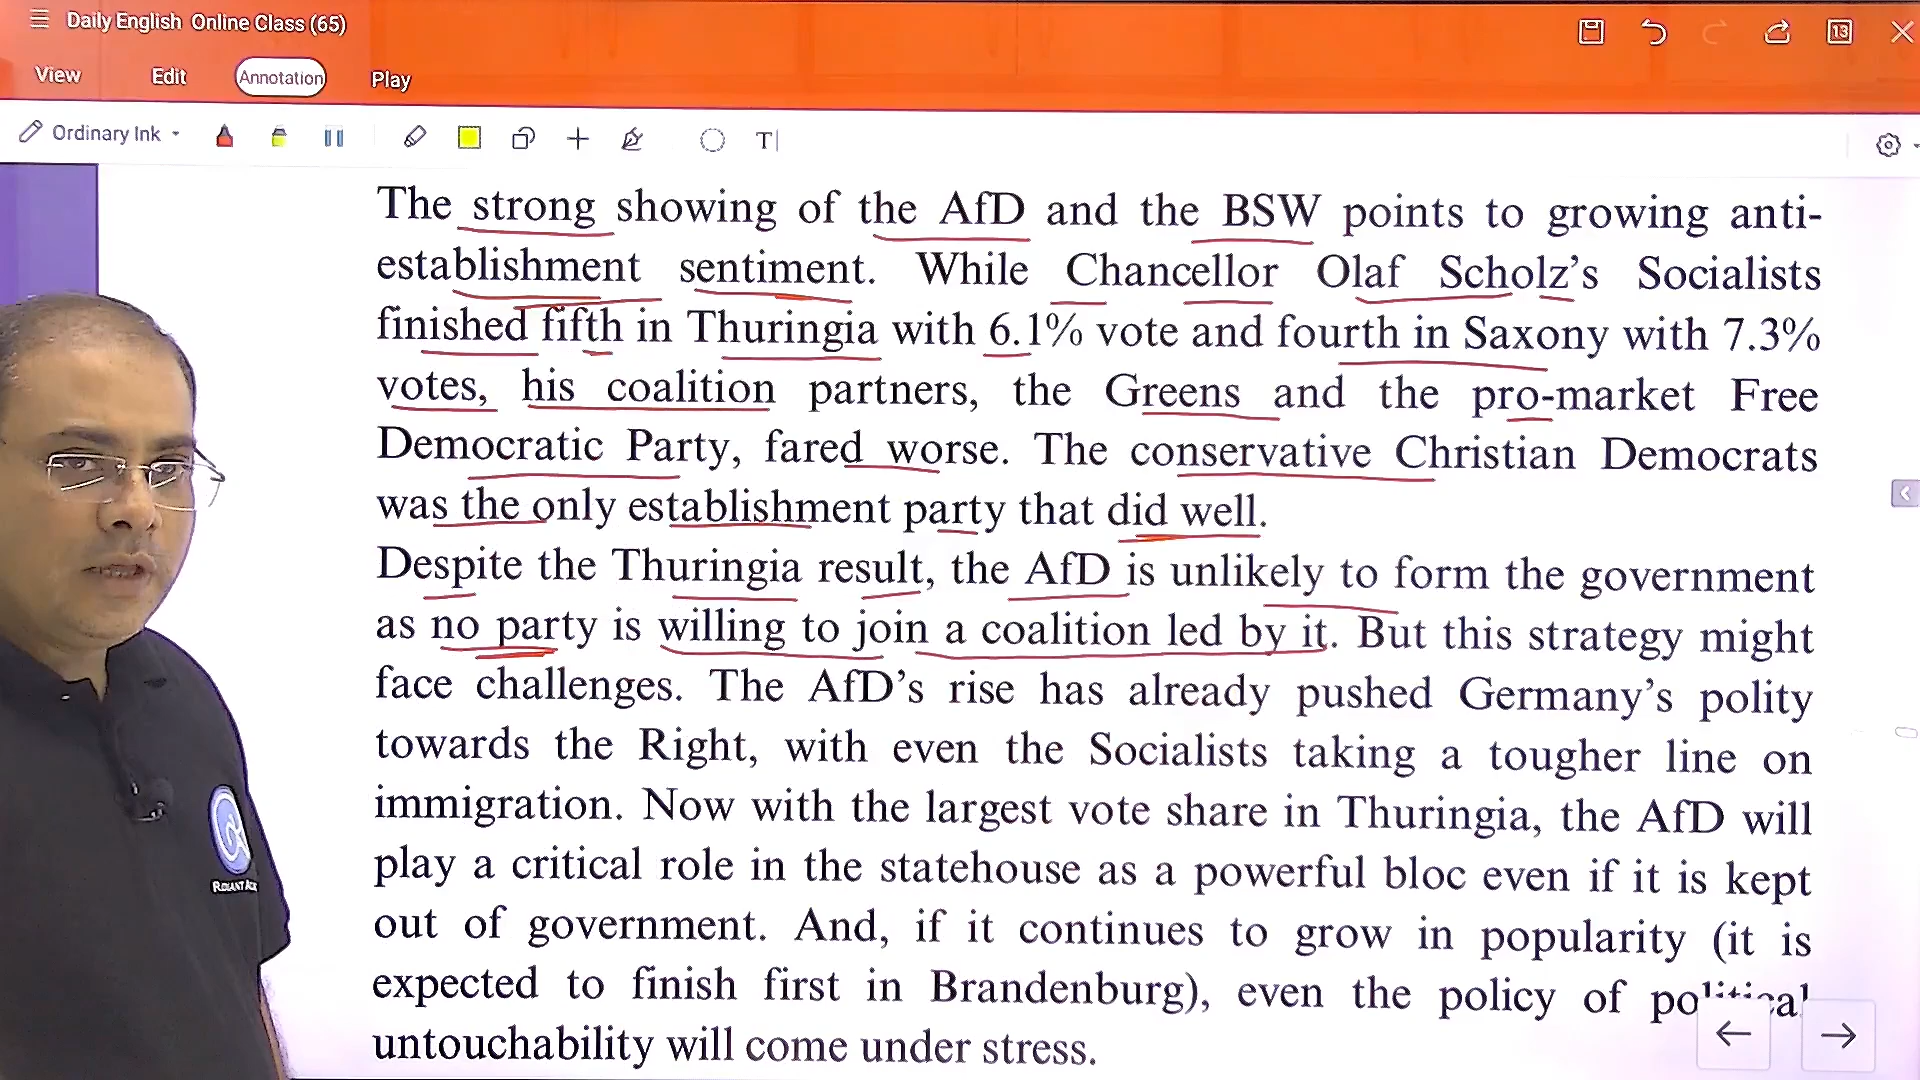 Daily English Online Class (65)
13
View Edit Annotation Play
Ordinary Ink
T
The strong showing of the AfD and the BSW points to growing anti-
establishment sentiment. While Chancellor Olaf Scholz’s Socialists
finished fifth in Thuringia with 6.1% vote and fourth in Saxony with 7.3%
votes, his coalition partners, the Greens and the pro-market Free
Democratic Party, fared worse. The conservative Christian Democrats
was the only establishment party that did well.
Despite the Thuringia result, the AfD is unlikely to form the government
as no party is willing to join a coalition led by it. But this strategy might
face challenges. The AfD’s rise has already pushed Germany’s polity
towards the Right, with even the Socialists taking a tougher line on
immigration. Now with the largest vote share in Thuringia, the AfD will
play a critical role in the statehouse as a powerful bloc even if it is kept
out of government. And, if it continues to grow in popularity (it is
expected to finish first in Brandenburg), even the policy of political
untouchability will come under stress.